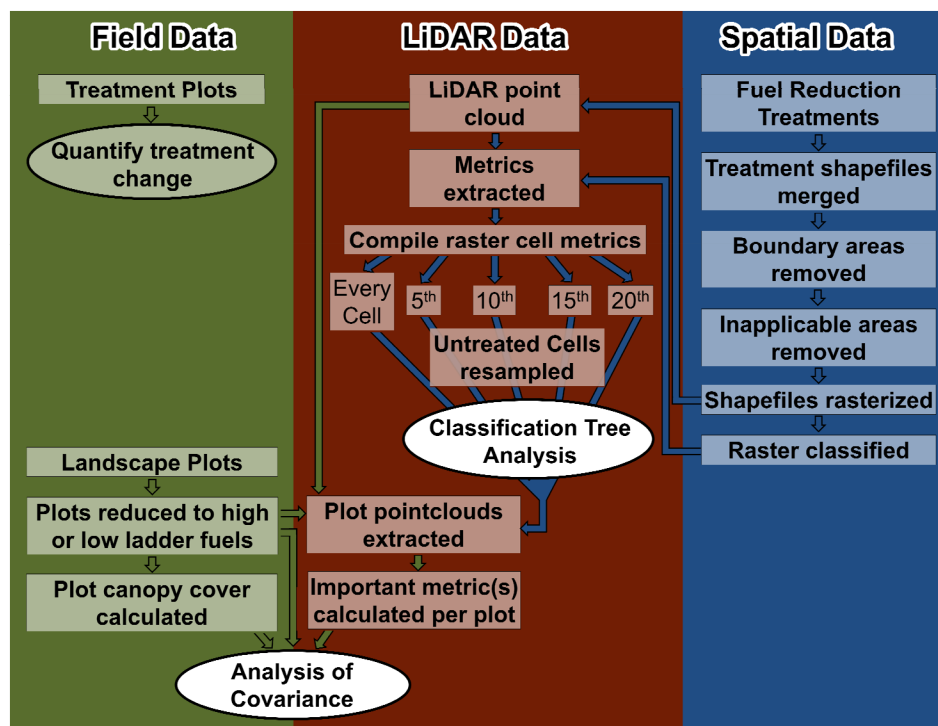 Field Data
Treatment Plots
Quantify treatment
change
Landscape Plots
Plots reduced to high
or low ladder fuels
Plot canopy cover
calculated
LiDAR Data
LiDAR point
cloud
Metrics
extracted
Compile raster cell metrics
Every
Cell
5th
10th
15th
20th
Untreated Cells
resampled
Classification Tree
Analysis
Plot pointclouds
extracted
Important metric(s)
calculated per plot
Analysis of
Covariance
Spatial Data
Fuel Reduction
Treatments
Treatment shapefiles
merged
Boundary areas
removed
Inapplicable areas
removed
Shapefiles rasterized
Raster classified